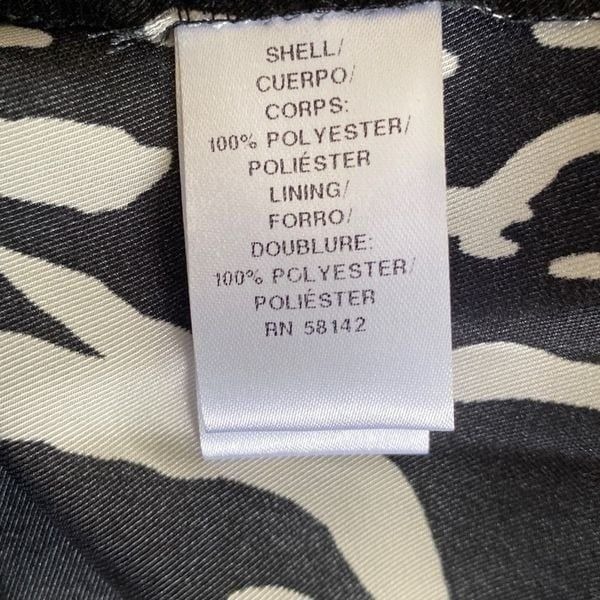 SHELL/
CUERPO/
CORPS:
100% POLYESTER/
POLIÉSTER
LINING/
FORRO/
DOUBLURE:
100% POLYESTER/
POLIÉSTER
RN 58142